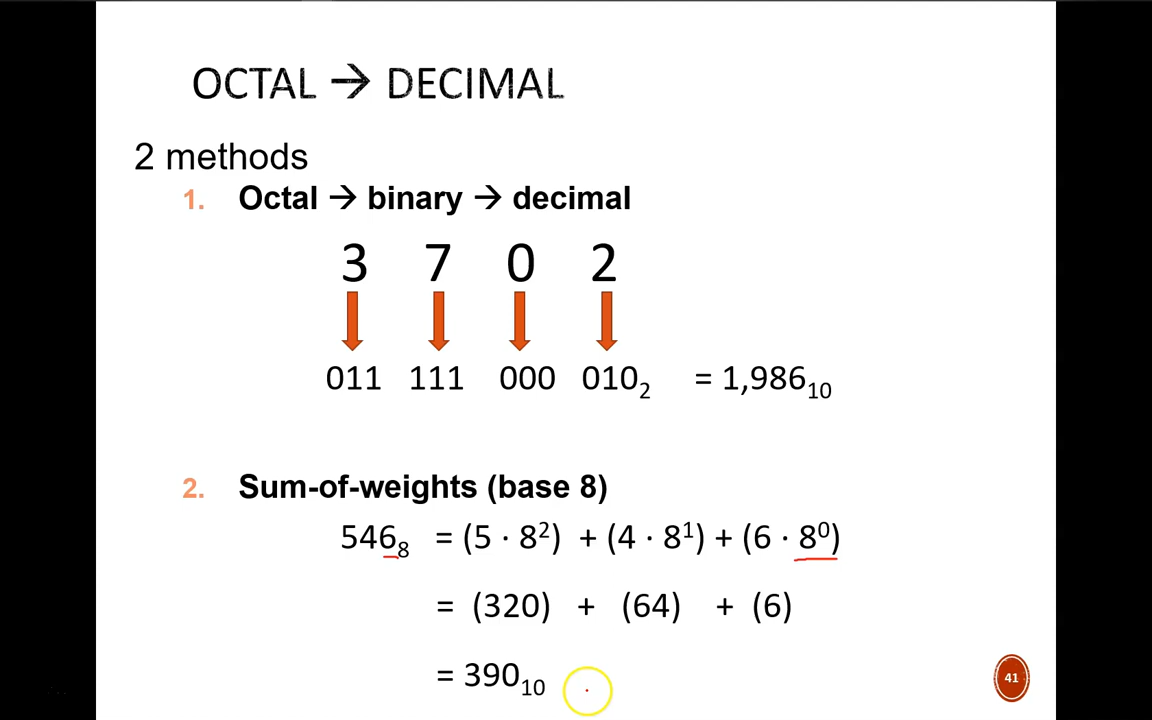 OCTAL → DECIMAL
2 methods
1. Octal → binary → decimal
3 7 0 2
011 111 000 010₂ = 1,986₁₀
2. Sum-of-weights (base 8)
546₈ = (5 · 8²) + (4 · 8¹) + (6 · 8⁰)
= (320) + (64) + (6)
= 390₁₀
41